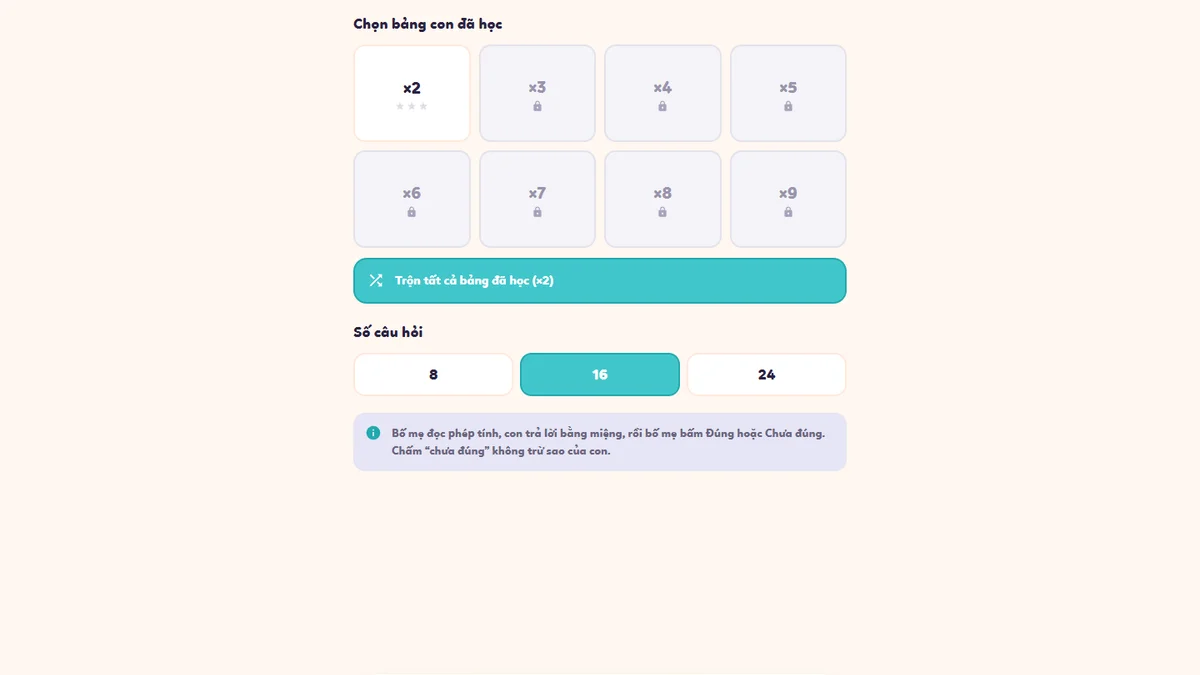 Chọn bảng con đã học
×2
×3
×4
×5
×6
×7
×8
×9
Trộn tất cả bảng đã học (×2)
Số câu hỏi
8
16
24
Bố mẹ đọc phép tính, con trả lời bằng miệng, rồi bố mẹ bấm Đúng hoặc Chưa đúng.
Chấm “chưa đúng” không trừ sao của con.